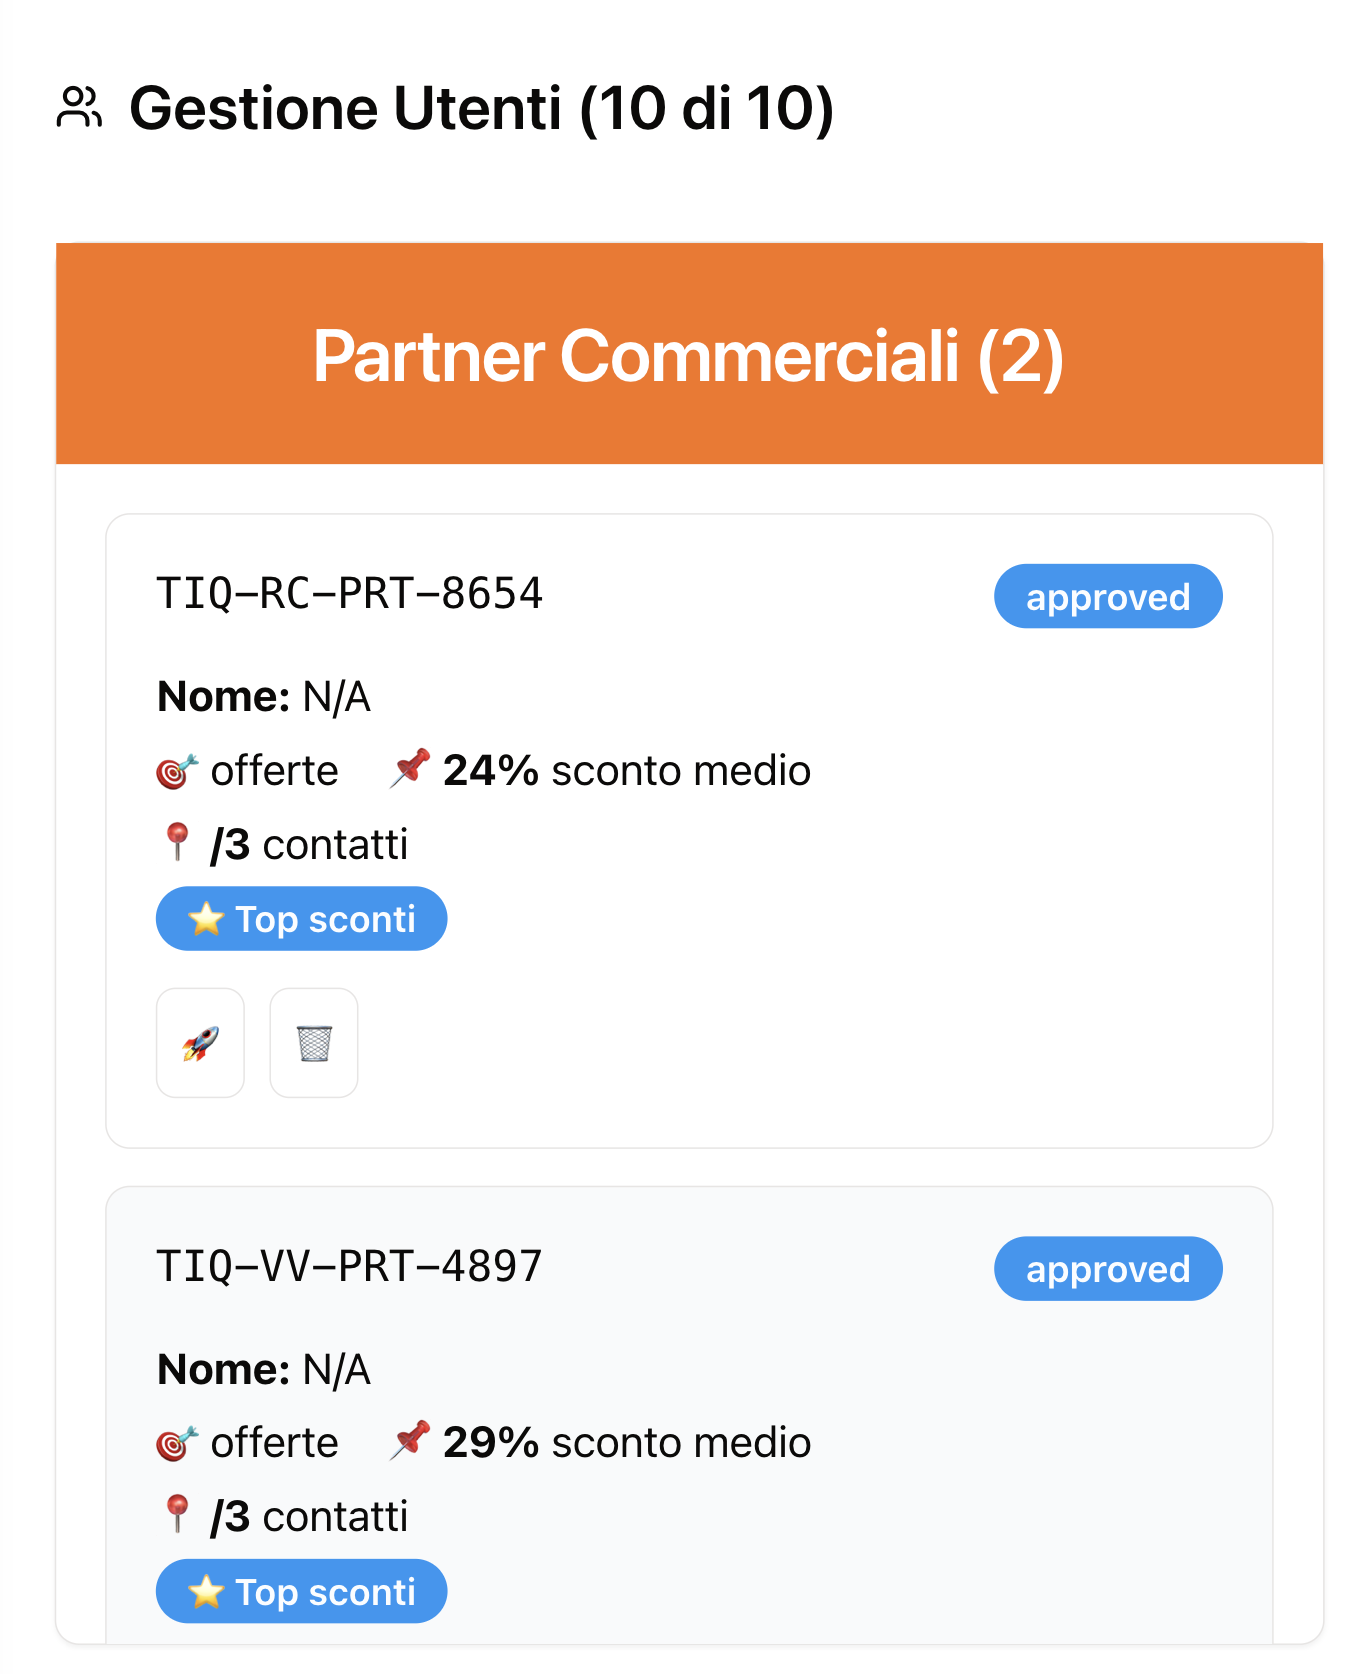 Gestione Utenti (10 di 10)
Partner Commerciali (2)
TIQ-RC-PRT-8654 approved
Nome: N/A
🎯 offerte 📌 24% sconto medio
📍 /3 contatti
⭐ Top sconti
🚀 🗑️
TIQ-VV-PRT-4897 approved
Nome: N/A
🎯 offerte 📌 29% sconto medio
📍 /3 contatti
⭐ Top sconti